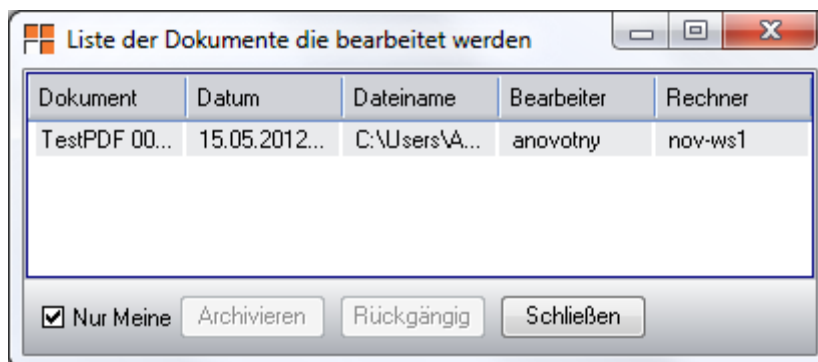 Liste der Dokumente die bearbeitet werden
Dokument Datum Dateiname Bearbeiter Rechner
TestPDF 00... 15.05.2012... C:\Users\A... anovotny nov-ws1
Nur Meine Archivieren Rückgängig Schließen